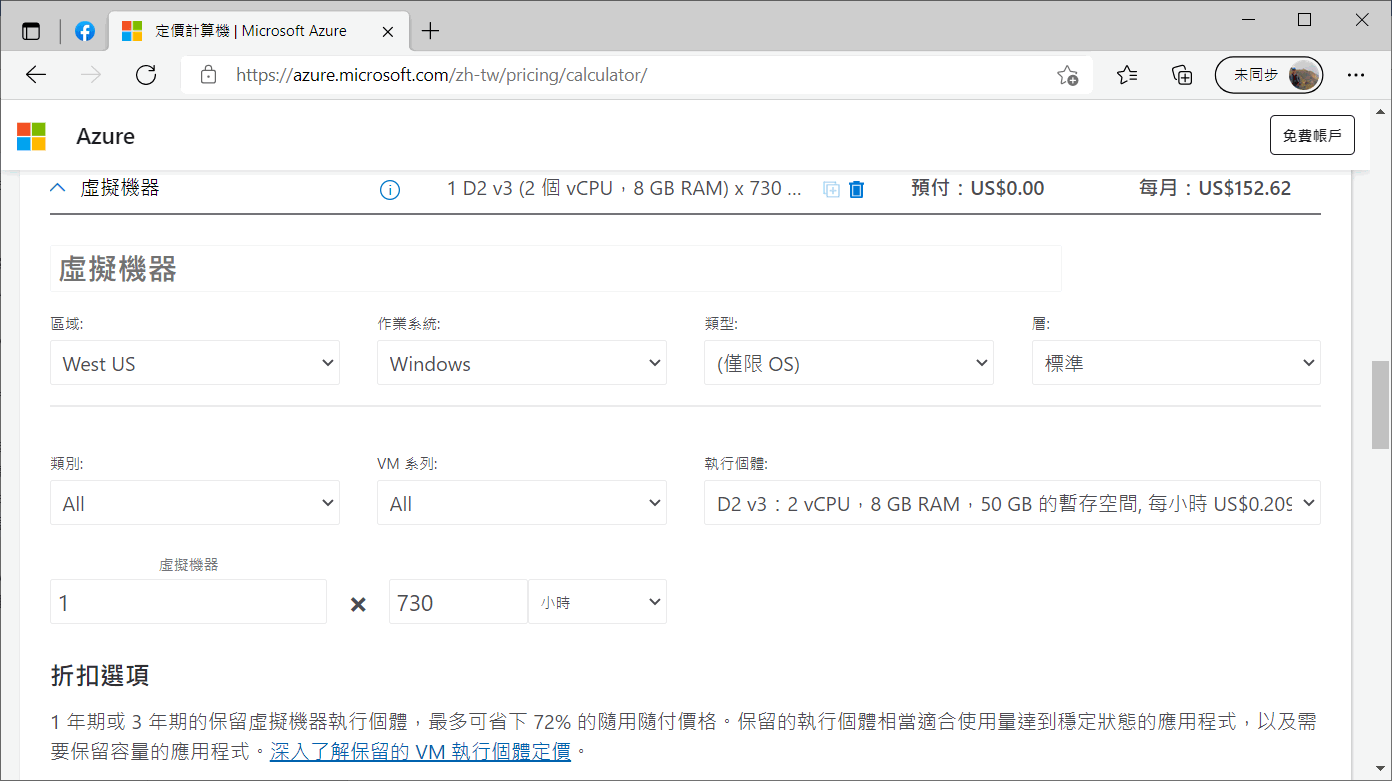 定價計算機 | Microsoft Azure
https://azure.microsoft.com/zh-tw/pricing/calculator/
未同步
Azure
免費帳戶
虛擬機器 1 D2 v3 (2 個 vCPU，8 GB RAM) x 730 ... 預付：US$0.00 每月：US$152.62
虛擬機器
區域: 作業系統: 類型: 層:
West US Windows (僅限 OS) 標準
類別: VM 系列: 執行個體:
All All D2 v3：2 vCPU，8 GB RAM，50 GB 的暫存空間, 每小時 US$0.209
虛擬機器
1 × 730 小時
折扣選項
1 年期或 3 年期的保留虛擬機器執行個體，最多可省下 72% 的隨用隨付價格。保留的執行個體相當適合使用量達到穩定狀態的應用程式，以及需
要保留容量的應用程式。深入了解保留的 VM 執行個體定價。